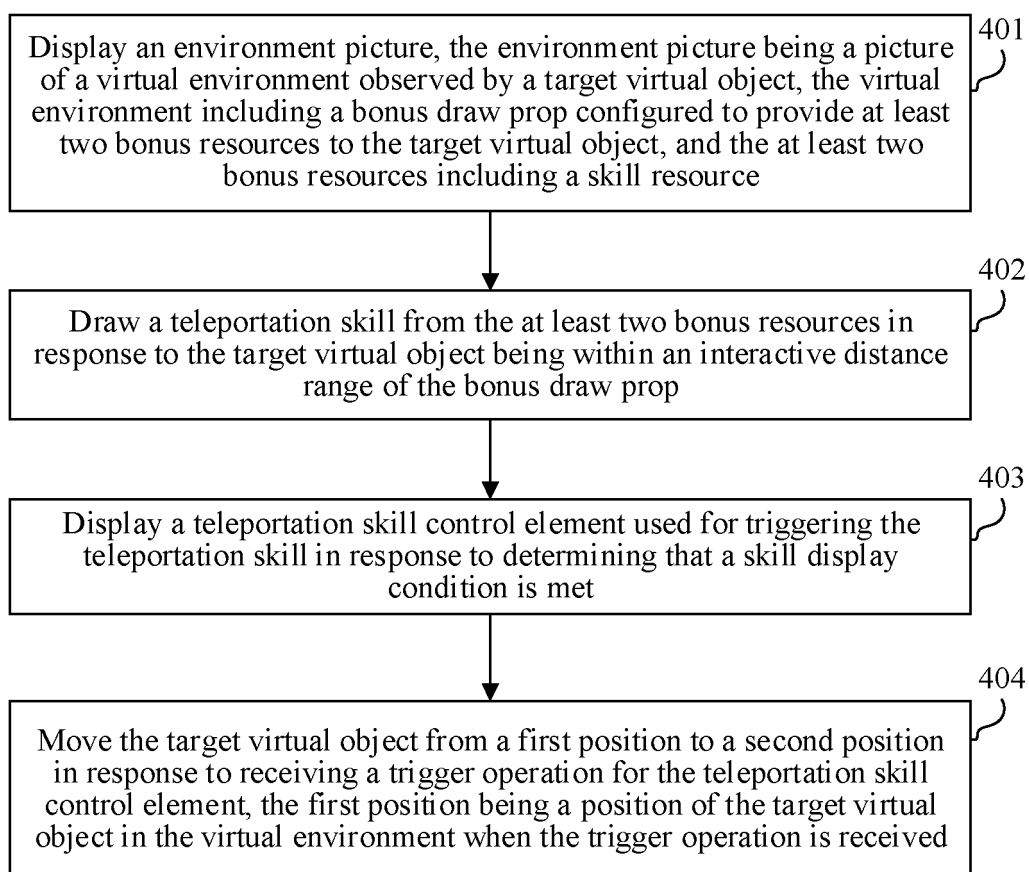 401
Display an environment picture, the environment picture being a picture
of a virtual environment observed by a target virtual object, the virtual
environment including a bonus draw prop configured to provide at least
two bonus resources to the target virtual object, and the at least two
bonus resources including a skill resource
402
Draw a teleportation skill from the at least two bonus resources in
response to the target virtual object being within an interactive distance
range of the bonus draw prop
403
Display a teleportation skill control element used for triggering the
teleportation skill in response to determining that a skill display
condition is met
404
Move the target virtual object from a first position to a second position
in response to receiving a trigger operation for the teleportation skill
control element, the first position being a position of the target virtual
object in the virtual environment when the trigger operation is received